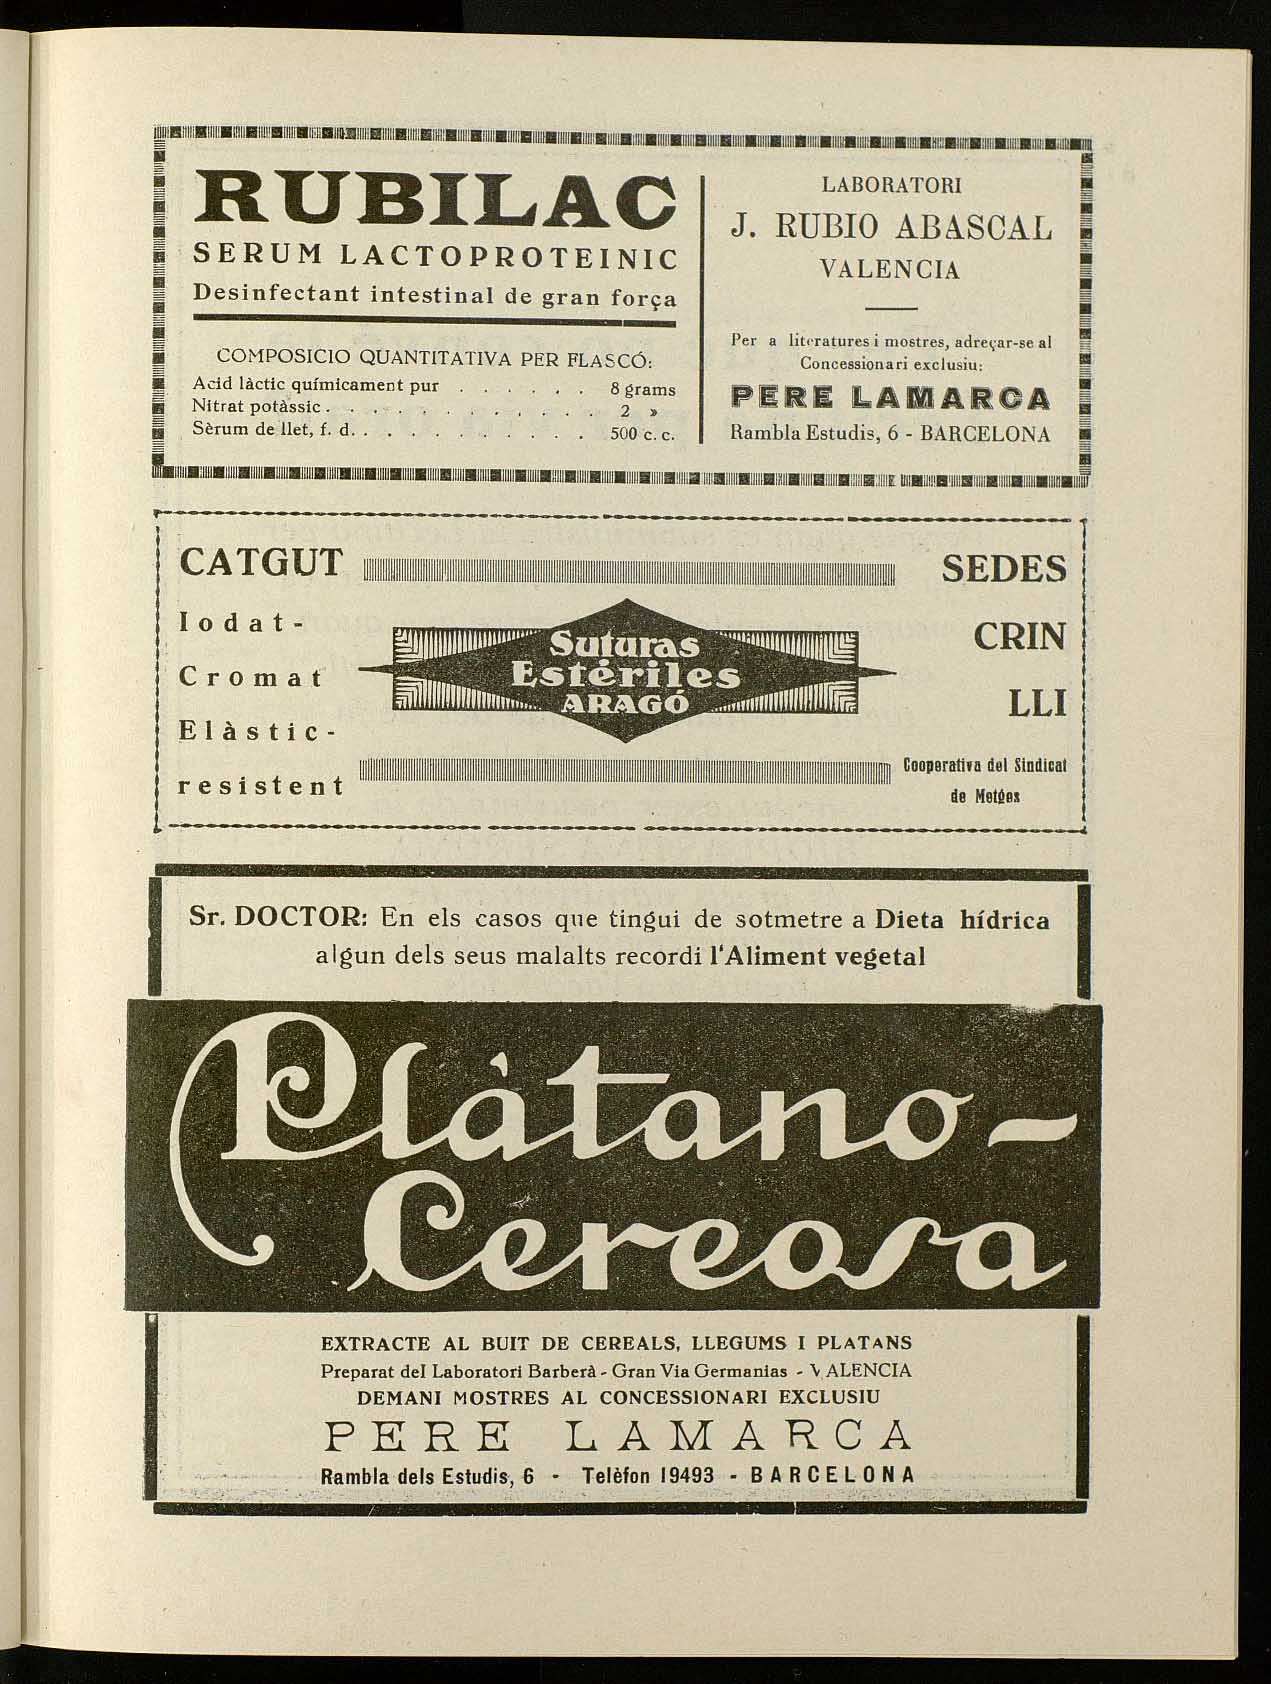 RUBILAC
SERUM LACTOPROTEINIC
Desinfectant intestinal de gran força
COMPOSICIO QUANTITATIVA PER FLASCÓ:
Acid làctic químicament pur . . . . . . 8 grams
Nitrat potàssic . . . . . . . . . . . . 2 »
Sèrum de llet, f. d. . . . . . . . . . . 500 c. c.
LABORATORI
J. RUBIO ABASCAL
VALENCIA
Per a literatures i mostres, adreçar-se al
Concessionari exclusiu:
PERE LAMARCA
Rambla Estudis, 6 - BARCELONA
CATGUT
Iodat-
Cromat
Elàstic-
resistent
Suturas
Estériles
ARAGÓ
SEDES
CRIN
LLI
Cooperativa del Sindicat
de Metges
Sr. DOCTOR: En els casos que tingui de sotmetre a Dieta hídrica
algun dels seus malalts recordi l'Aliment vegetal
Plàtano-
Cereosa
EXTRACTE AL BUIT DE CEREALS, LLEGUMS I PLATANS
Preparat del Laboratori Barberà - Gran Via Germanias - VALENCIA
DEMANI MOSTRES AL CONCESSIONARI EXCLUSIU
PERE LAMARCA
Rambla dels Estudis, 6 - Telèfon 19493 - BARCELONA